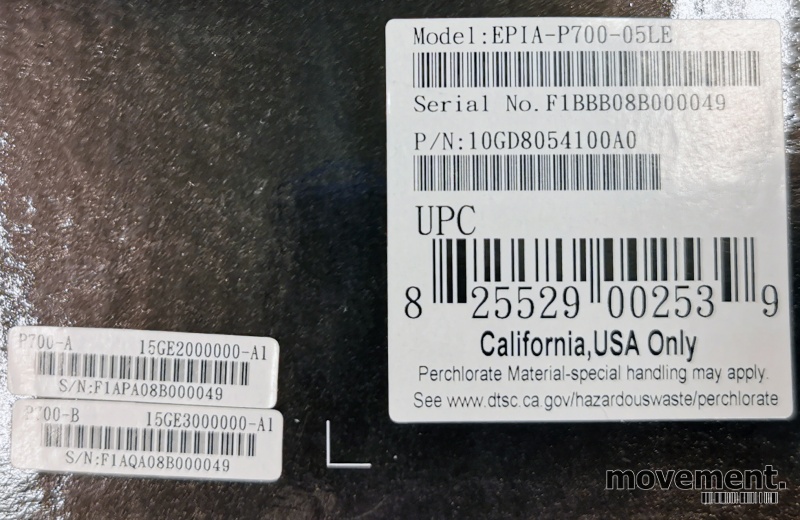 Model:EPIA-P700-05LE
Serial No.F1BBB08B000049
P/N:10GD8054100A0
UPC
8 25529 00253 9
California,USA Only
Perchlorate Material-special handling may apply.
See www.dtsc.ca.gov/hazardouswaste/perchlorate
P700-A 15GE2000000-A1
S/N:F1APA08B000049
P700-B 15GE3000000-A1
S/N:F1AQA08B000049
movement.